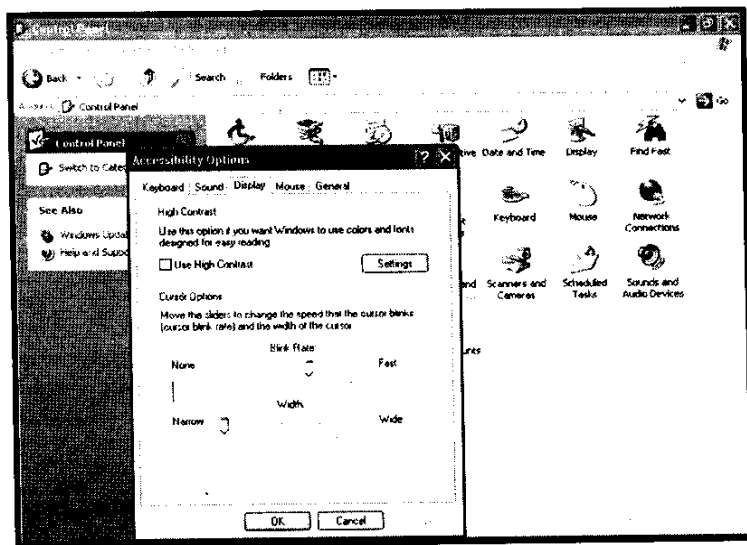 Control Panel
Back
Search
Folders
Control Panel
Go
Control Panel
Switch to Cate
See Also
Windows Updat
Help and Suppo
Date and Time
Display
Find Fast
Keyboard
Mouse
Network
Connections
Scanners and
Cameras
Scheduled
Tasks
Sounds and
Audio Devices
Accessibility Options
Keyboard Sound Display Mouse General
High Contrast
Use this option if you want Windows to use colors and fonts
designed for easy reading
Use High Contrast
Settings
Cursor Options
Move the sliders to change the speed that the cursor blinks
(cursor blink rate) and the width of the cursor
Blink Rate:
None
Fast
Width:
Narrow
Wide
OK
Cancel